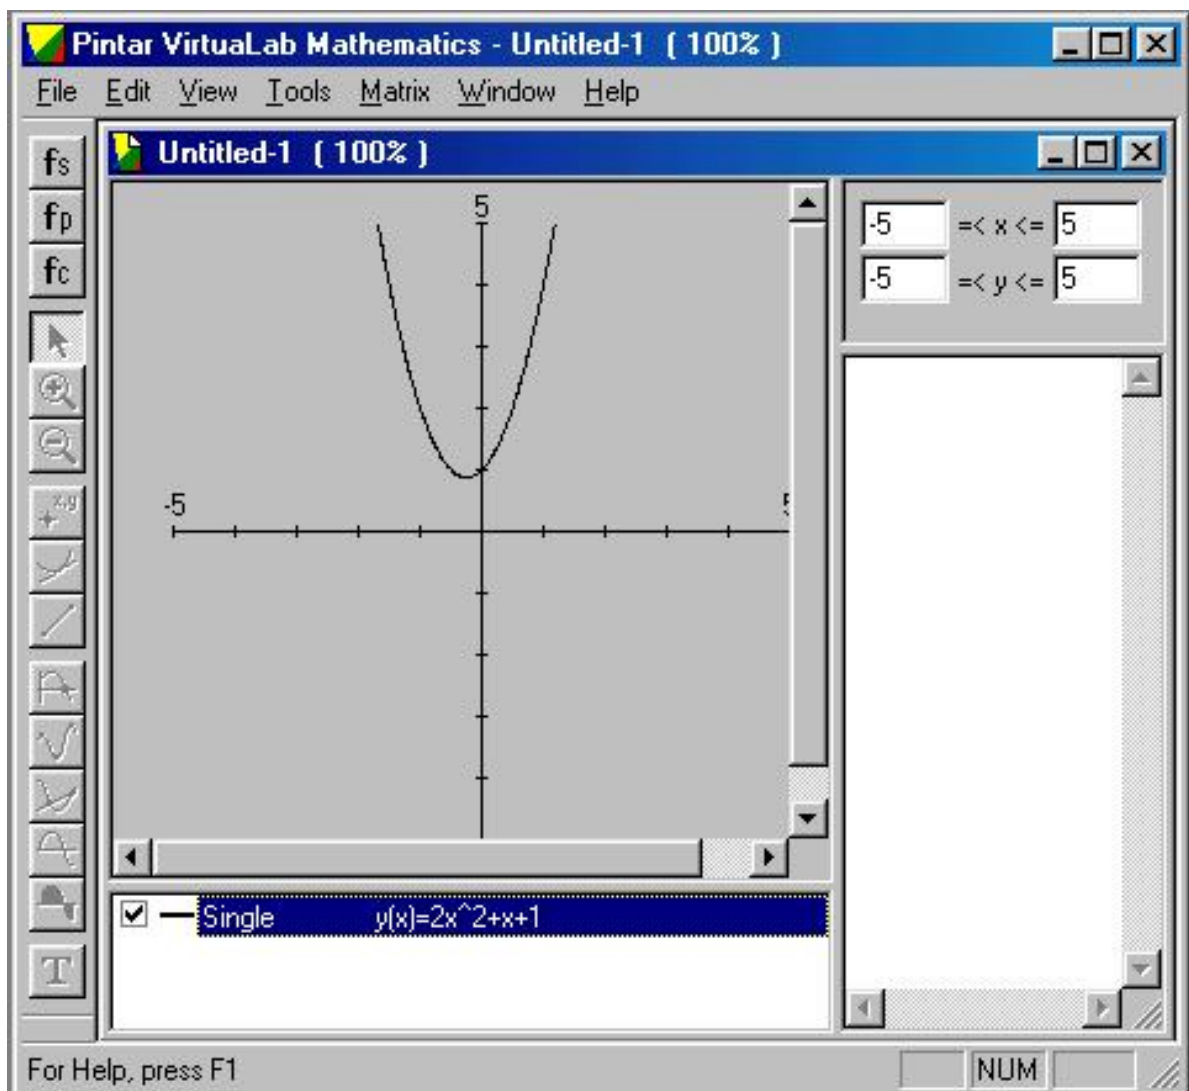 Pintar VirtuaLab Mathematics - Untitled-1 ( 100% )
File Edit View Tools Matrix Window Help
Untitled-1 ( 100% )
fs
fp
fc
x,y
T
5
-5
5
-5 =< x <= 5
-5 =< y <= 5
Single y(x)=2x^2+x+1
For Help, press F1
NUM